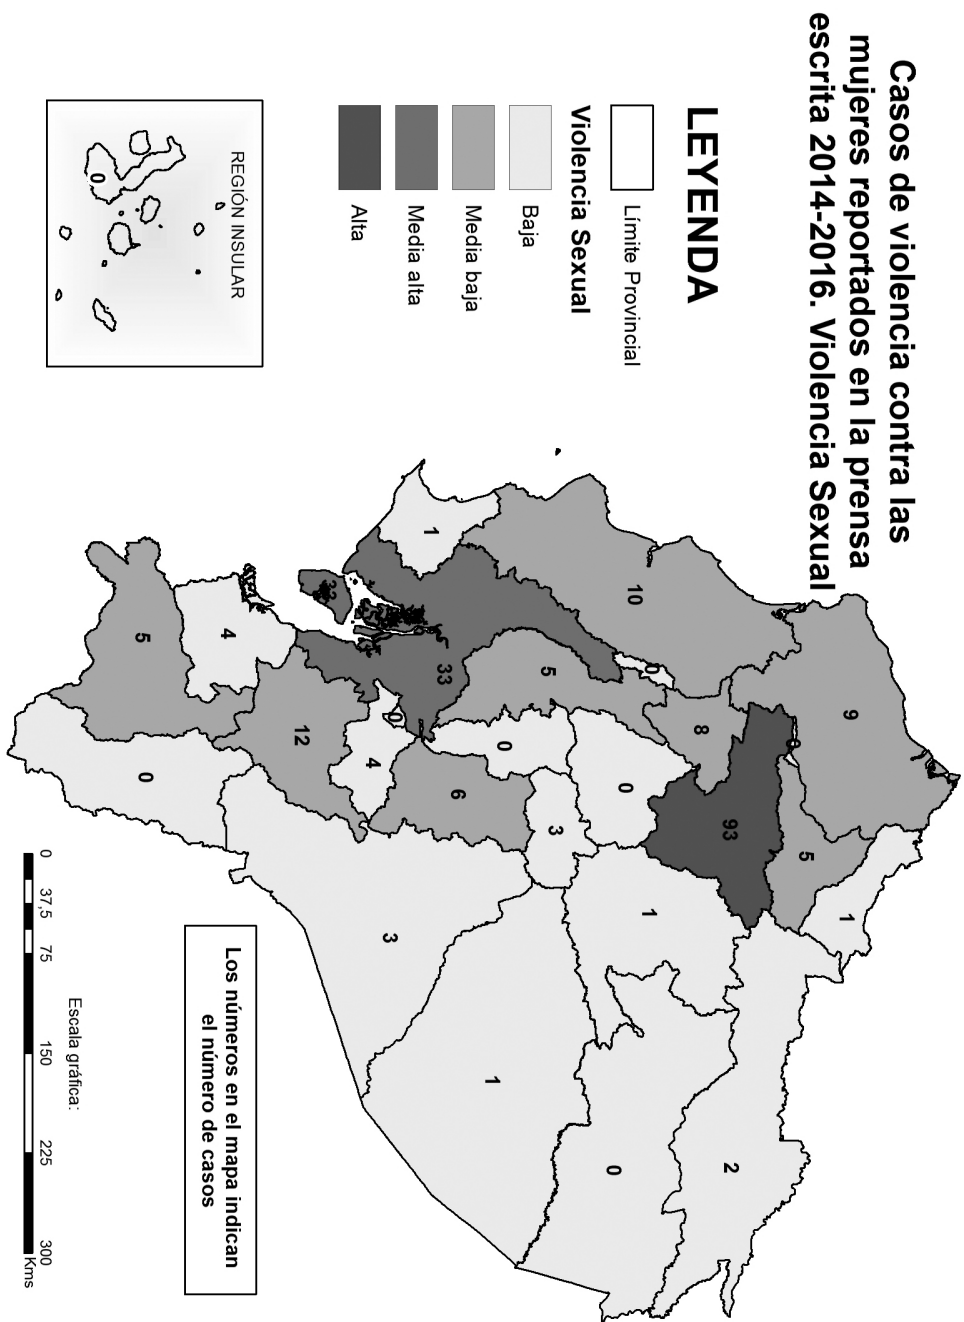 Casos de violencia contra las
mujeres reportados en la prensa
escrita 2014-2016. Violencia Sexual
LEYENDA
Límite Provincial
Violencia Sexual
Baja
Media baja
Media alta
Alta
REGIÓN INSULAR
0
9
1
5
0
93
2
8
10
0
0
1
0
5
3
0
1
1
6
33
33
0
4
3
12
4
5
0
Los números en el mapa indican
el número de casos
Escala gráfica:
0 37,5 75 150 225 300
Kms